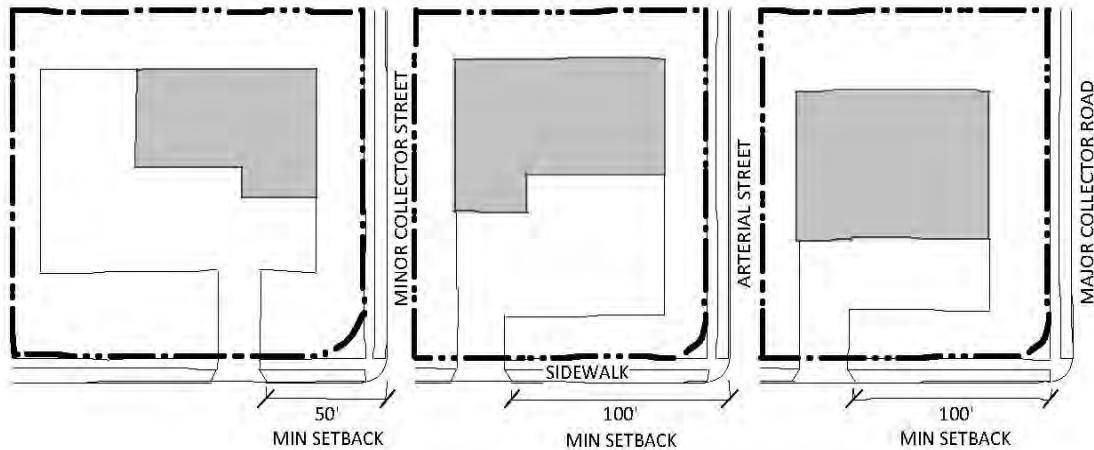 MINOR COLLECTOR STREET
ARTERIAL STREET
MAJOR COLLECTOR ROAD
SIDEWALK
50'
MIN SETBACK
100'
MIN SETBACK
100'
MIN SETBACK